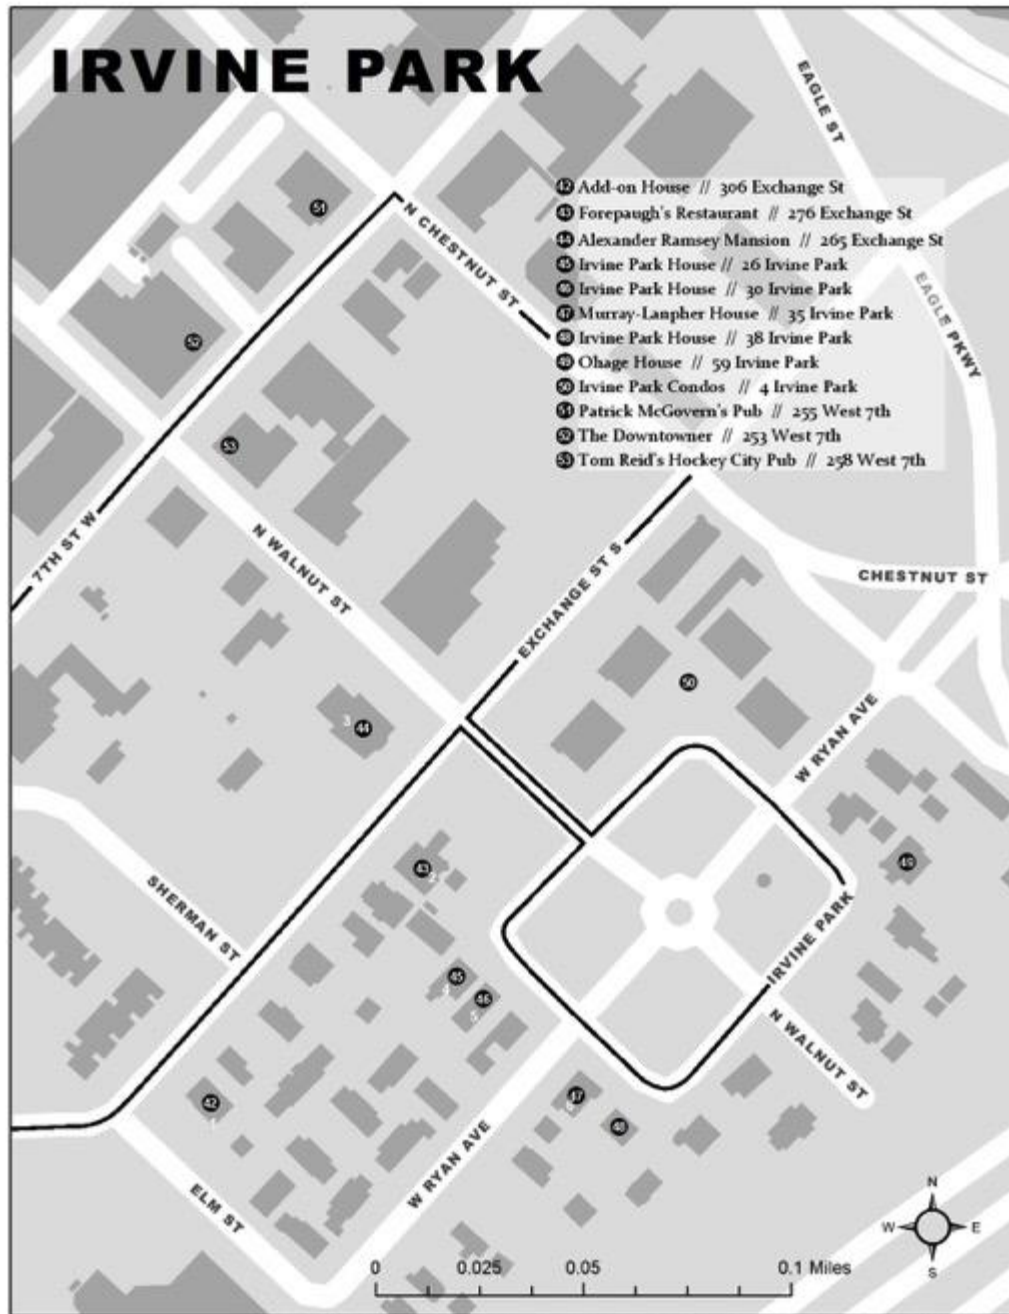 IRVINE PARK
EAGLE ST
42 Add-on House // 306 Exchange St
43 Forepaugh's Restaurant // 276 Exchange St
44 Alexander Ramsey Mansion // 265 Exchange St
45 Irvine Park House // 26 Irvine Park
46 Irvine Park House // 30 Irvine Park
47 Murray-Lanpher House // 35 Irvine Park
48 Irvine Park House // 38 Irvine Park
49 Ohage House // 59 Irvine Park
50 Irvine Park Condos // 4 Irvine Park
51 Patrick McGovern's Pub // 255 West 7th
52 The Downtowner // 253 West 7th
53 Tom Reid's Hockey City Pub // 258 West 7th
51
N CHESTNUT ST
EAGLE PKWY
52
53
7TH ST W
N WALNUT ST
EXCHANGE ST S
CHESTNUT ST
50
3 44
W RYAN AVE
43
49
SHERMAN ST
IRVINE PARK
45
46
N WALNUT ST
47
42
48
W RYAN AVE
ELM ST
N
W E
S
0 0.025 0.05 0.1 Miles